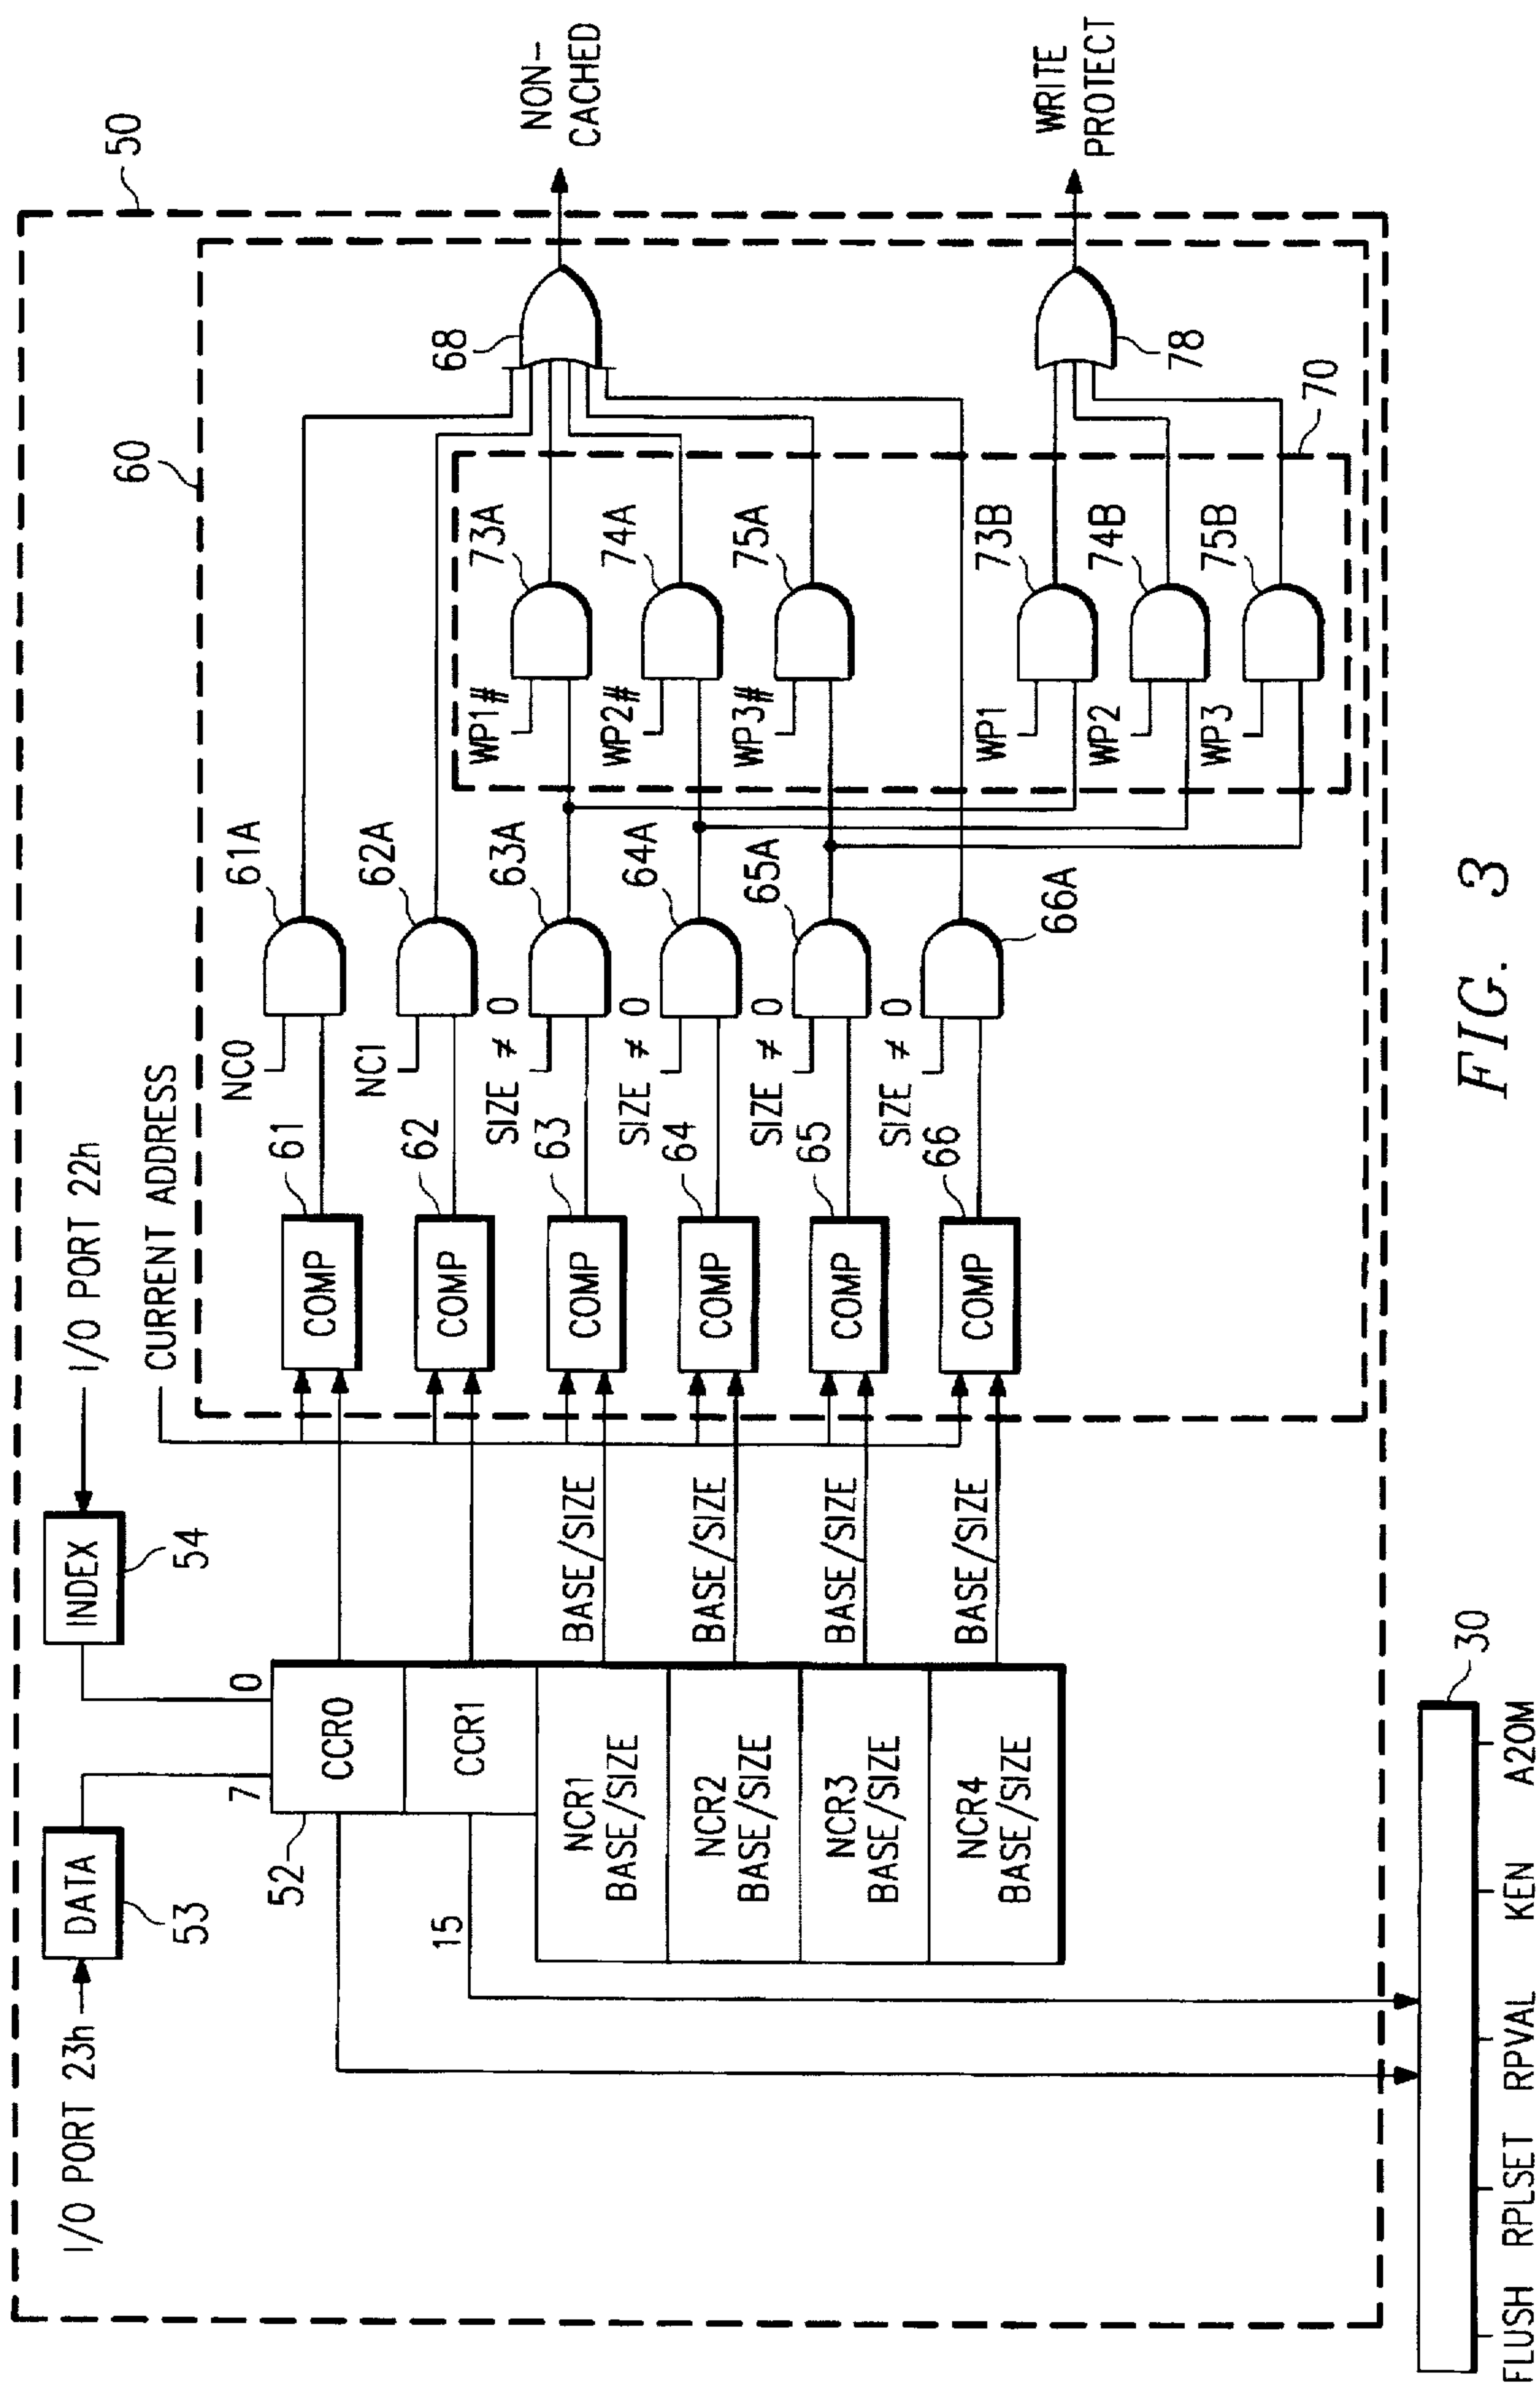 I/O PORT 23h
DATA
53
INDEX
54
I/O PORT 22h
50
CURRENT ADDRESS
60
7
0
52
15
CCR0
CCR1
NCR1
BASE/SIZE
NCR2
BASE/SIZE
NCR3
BASE/SIZE
NCR4
BASE/SIZE
BASE/SIZE
BASE/SIZE
BASE/SIZE
BASE/SIZE
COMP
61
NC0
61A
COMP
62
NC1
62A
COMP
63
SIZE ≠ 0
63A
COMP
64
SIZE ≠ 0
64A
COMP
65
SIZE ≠ 0
65A
COMP
66
SIZE ≠ 0
66A
WP1#
73A
WP2#
74A
WP3#
75A
WP1
73B
WP2
74B
WP3
75B
70
68
NON-
CACHED
78
WRITE
PROTECT
30
FLUSH RPLSET RPVAL KEN A20M
FIG. 3